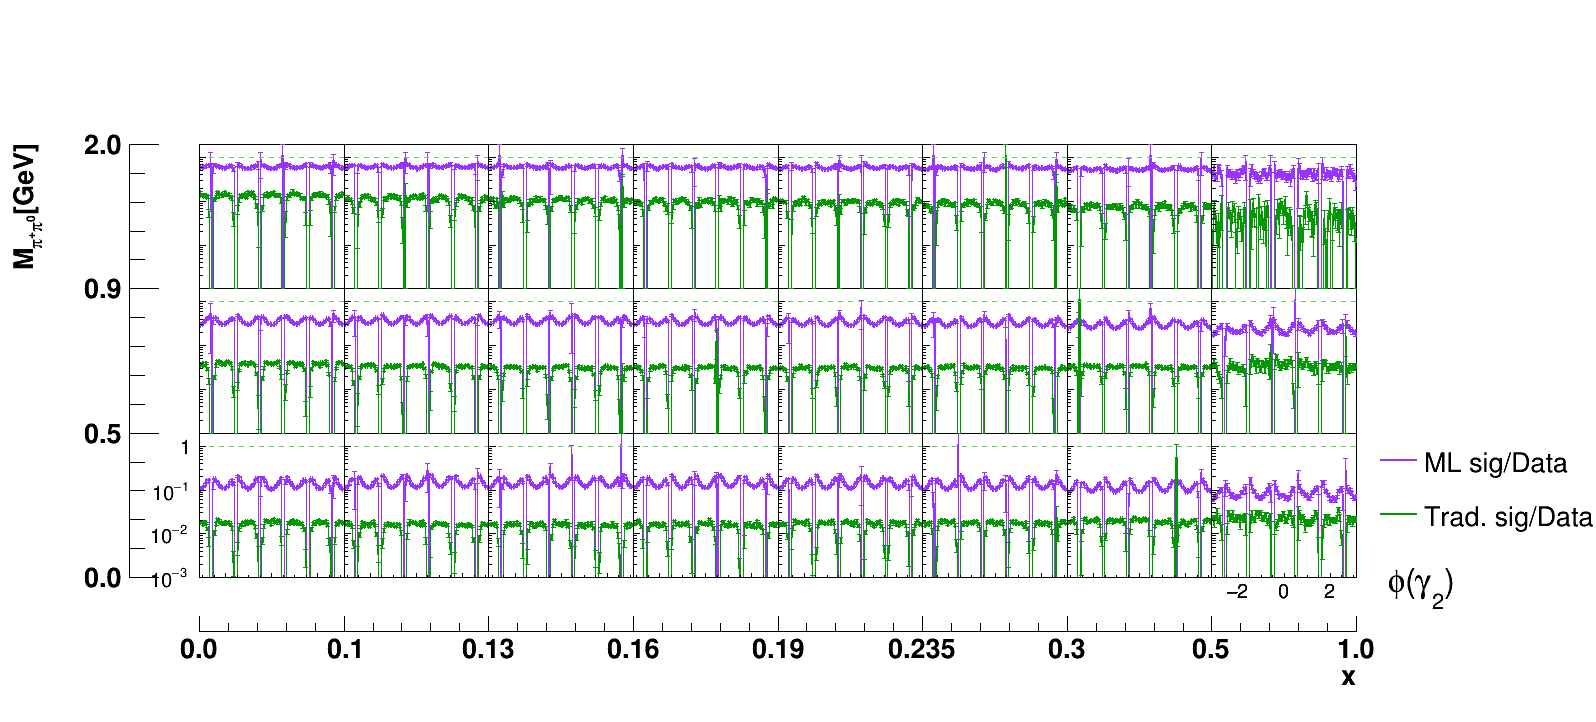 M_{π⁺π⁰}[GeV]
2.0
0.9
0.5
0.0
1
10⁻¹
10⁻²
10⁻³
−2 0 2
ϕ(γ₂)
ML sig/Data
Trad. sig/Data
0.0 0.1 0.13 0.16 0.19 0.235 0.3 0.5 1.0
x